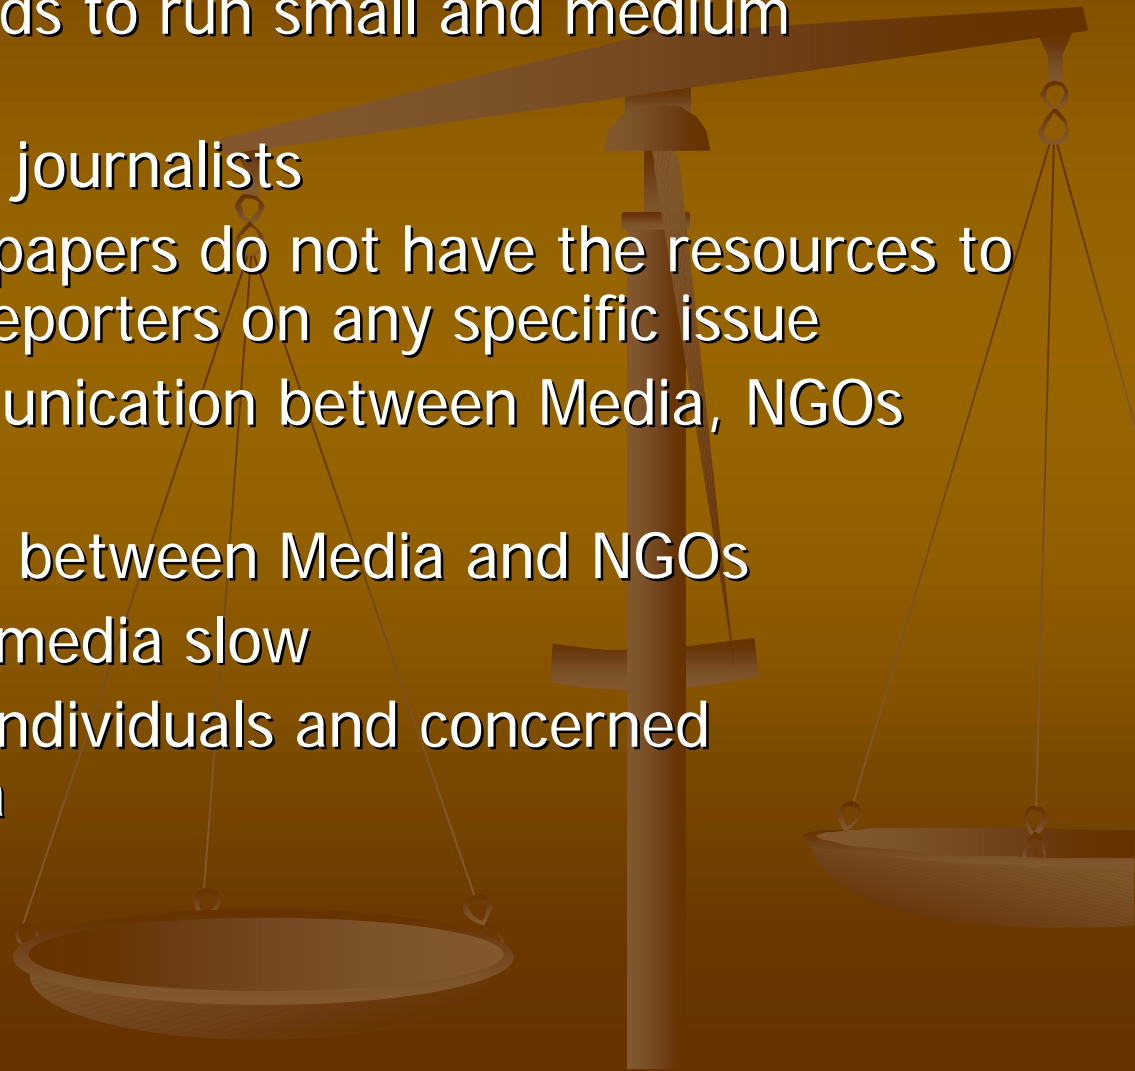 ds to run small and medium
journalists
papers do not have the resources to
eporters on any specific issue
unication between Media, NGOs
between Media and NGOs
media slow
ndividuals and concerned